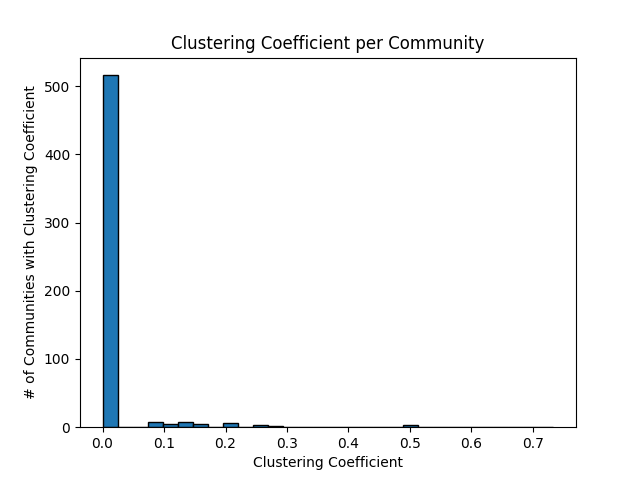 Clustering Coefficient per Community
# of Communities with Clustering Coefficient
500
400
300
200
100
0
0.0 0.1 0.2 0.3 0.4 0.5 0.6 0.7
Clustering Coefficient